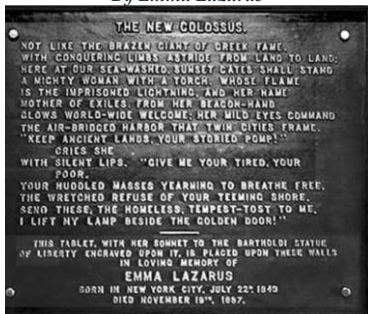 By Emma Lazarus
THE NEW COLOSSUS.
NOT LIKE THE BRAZEN GIANT OF GREEK FAME,
WITH CONQUERING LIMBS ASTRIDE FROM LAND TO LAND;
HERE AT OUR SEA-WASHED, SUNSET GATES SHALL STAND
A MIGHTY WOMAN WITH A TORCH, WHOSE FLAME
IS THE IMPRISONED LIGHTNING, AND HER NAME
MOTHER OF EXILES. FROM HER BEACON-HAND
GLOWS WORLD-WIDE WELCOME; HER MILD EYES COMMAND
THE AIR-BRIDGED HARBOR THAT TWIN CITIES FRAME.
"KEEP ANCIENT LANDS, YOUR STORIED POMP!"
CRIES SHE
WITH SILENT LIPS. "GIVE ME YOUR TIRED, YOUR
POOR,
YOUR HUDDLED MASSES YEARNING TO BREATHE FREE,
THE WRETCHED REFUSE OF YOUR TEEMING SHORE.
SEND THESE, THE HOMELESS, TEMPEST-TOST TO ME,
I LIFT MY LAMP BESIDE THE GOLDEN DOOR!"
THIS TABLET, WITH HER SONNET TO THE BARTHOLDI STATUE
OF LIBERTY ENGRAVED UPON IT, IS PLACED UPON THESE WALLS
IN LOVING MEMORY OF
EMMA LAZARUS
BORN IN NEW YORK CITY, JULY 22D, 1849
DIED NOVEMBER 19TH, 1887.